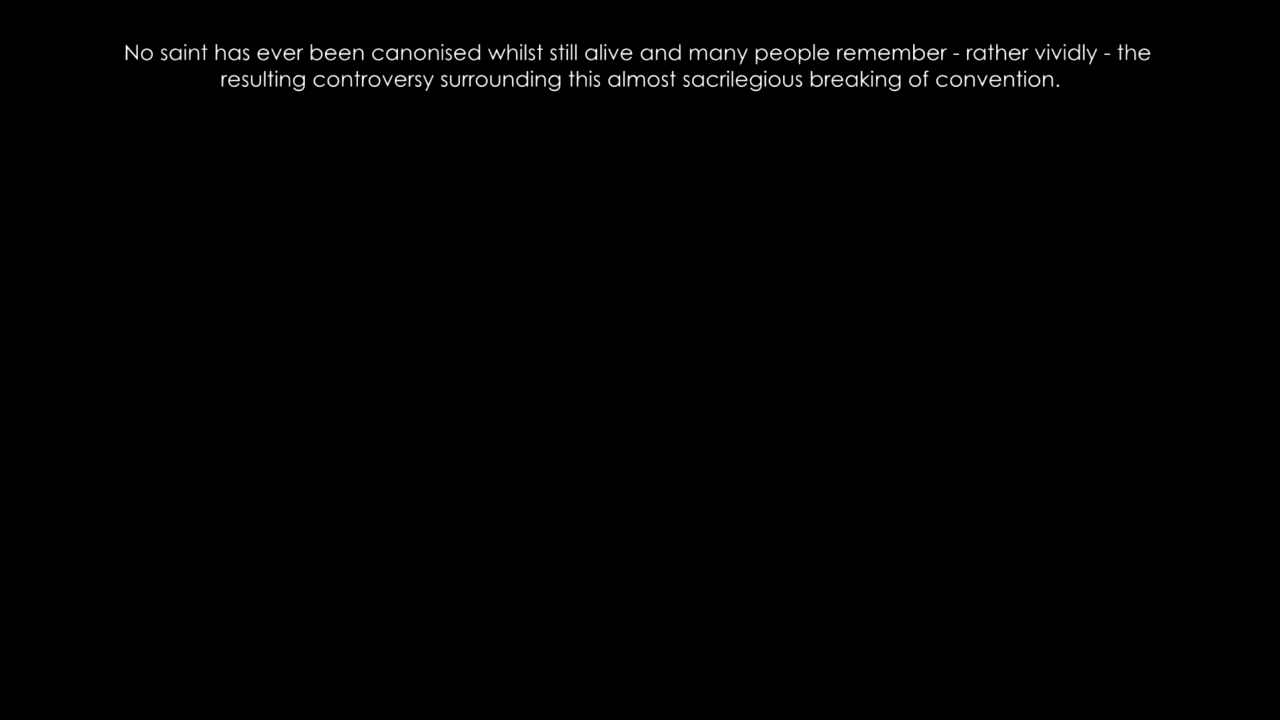 No saint has ever been canonised whilst still alive and many people remember - rather vividly - the
resulting controversy surrounding this almost sacrilegious breaking of convention.